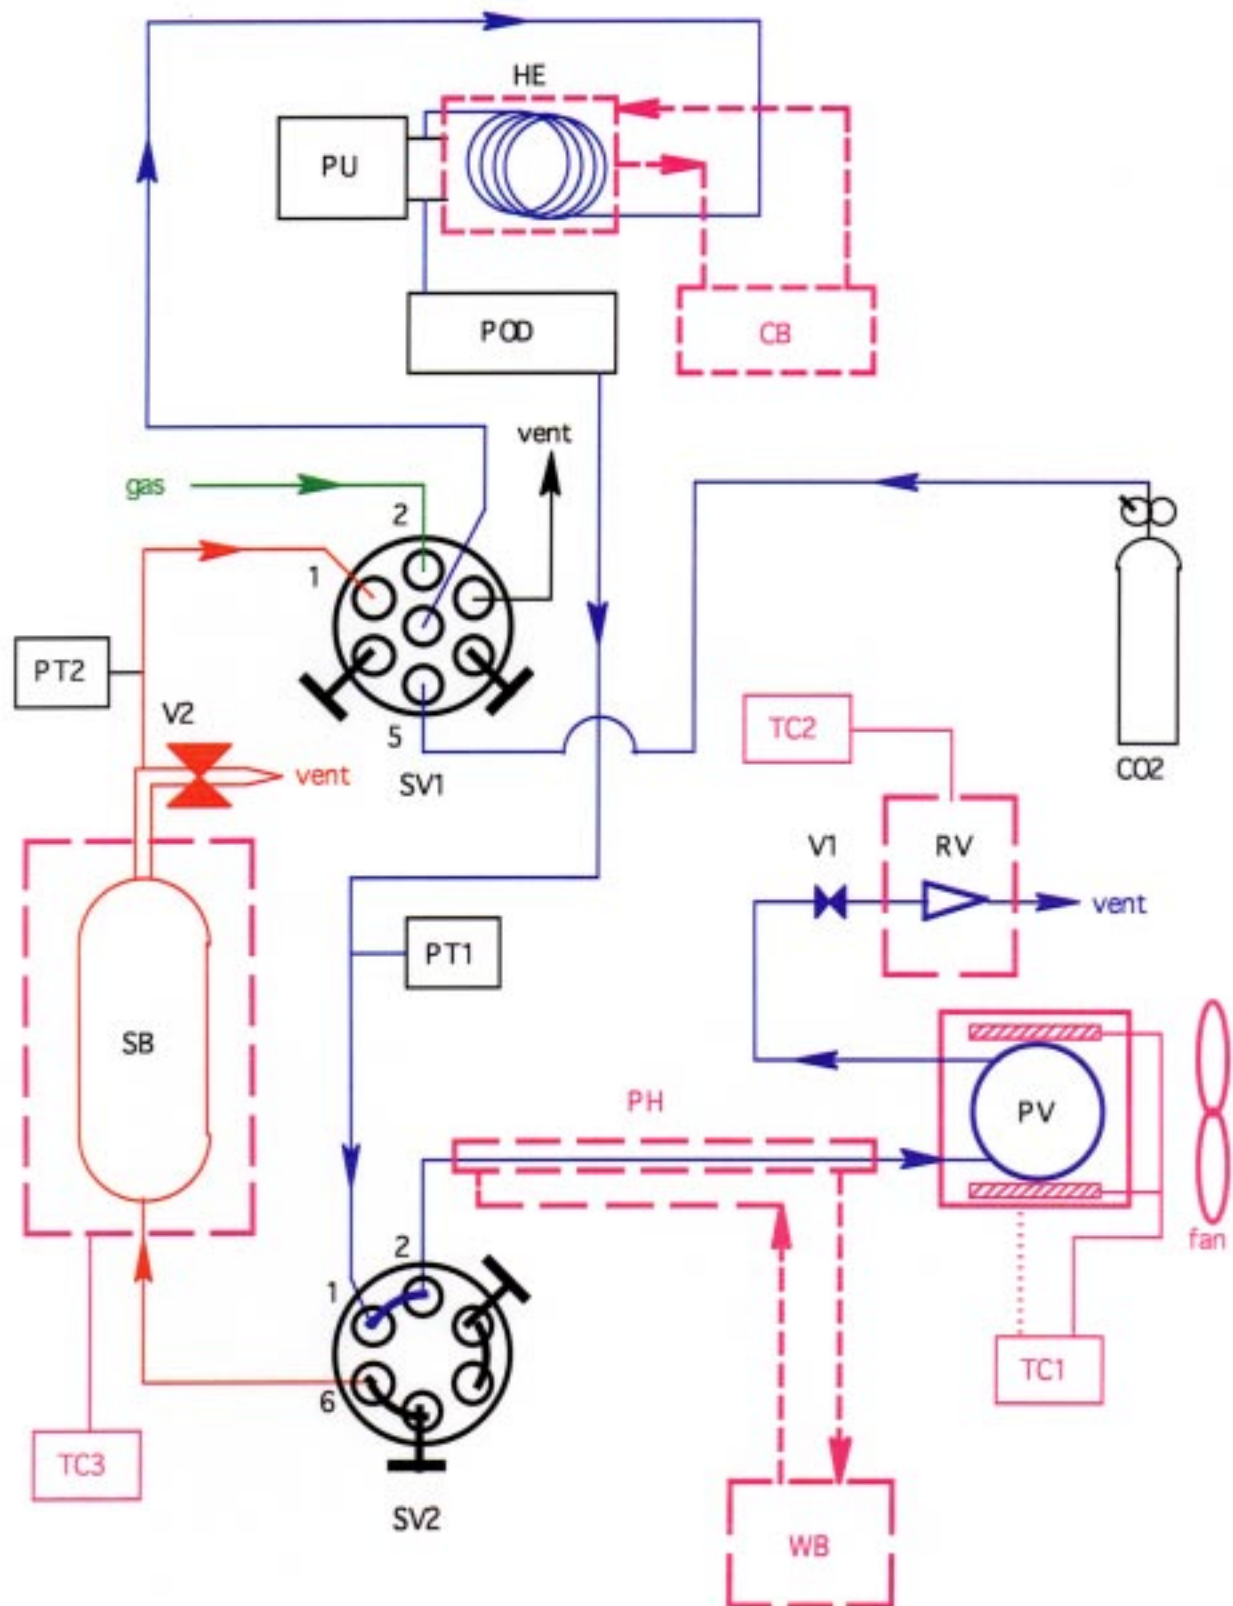 HE
PU
POD
CB
vent
gas
2
1
PT2
V2
vent
5
SV1
TC2
CO2
V1
RV
vent
PT1
SB
PH
PV
2
1
fan
6
TC1
TC3
SV2
WB